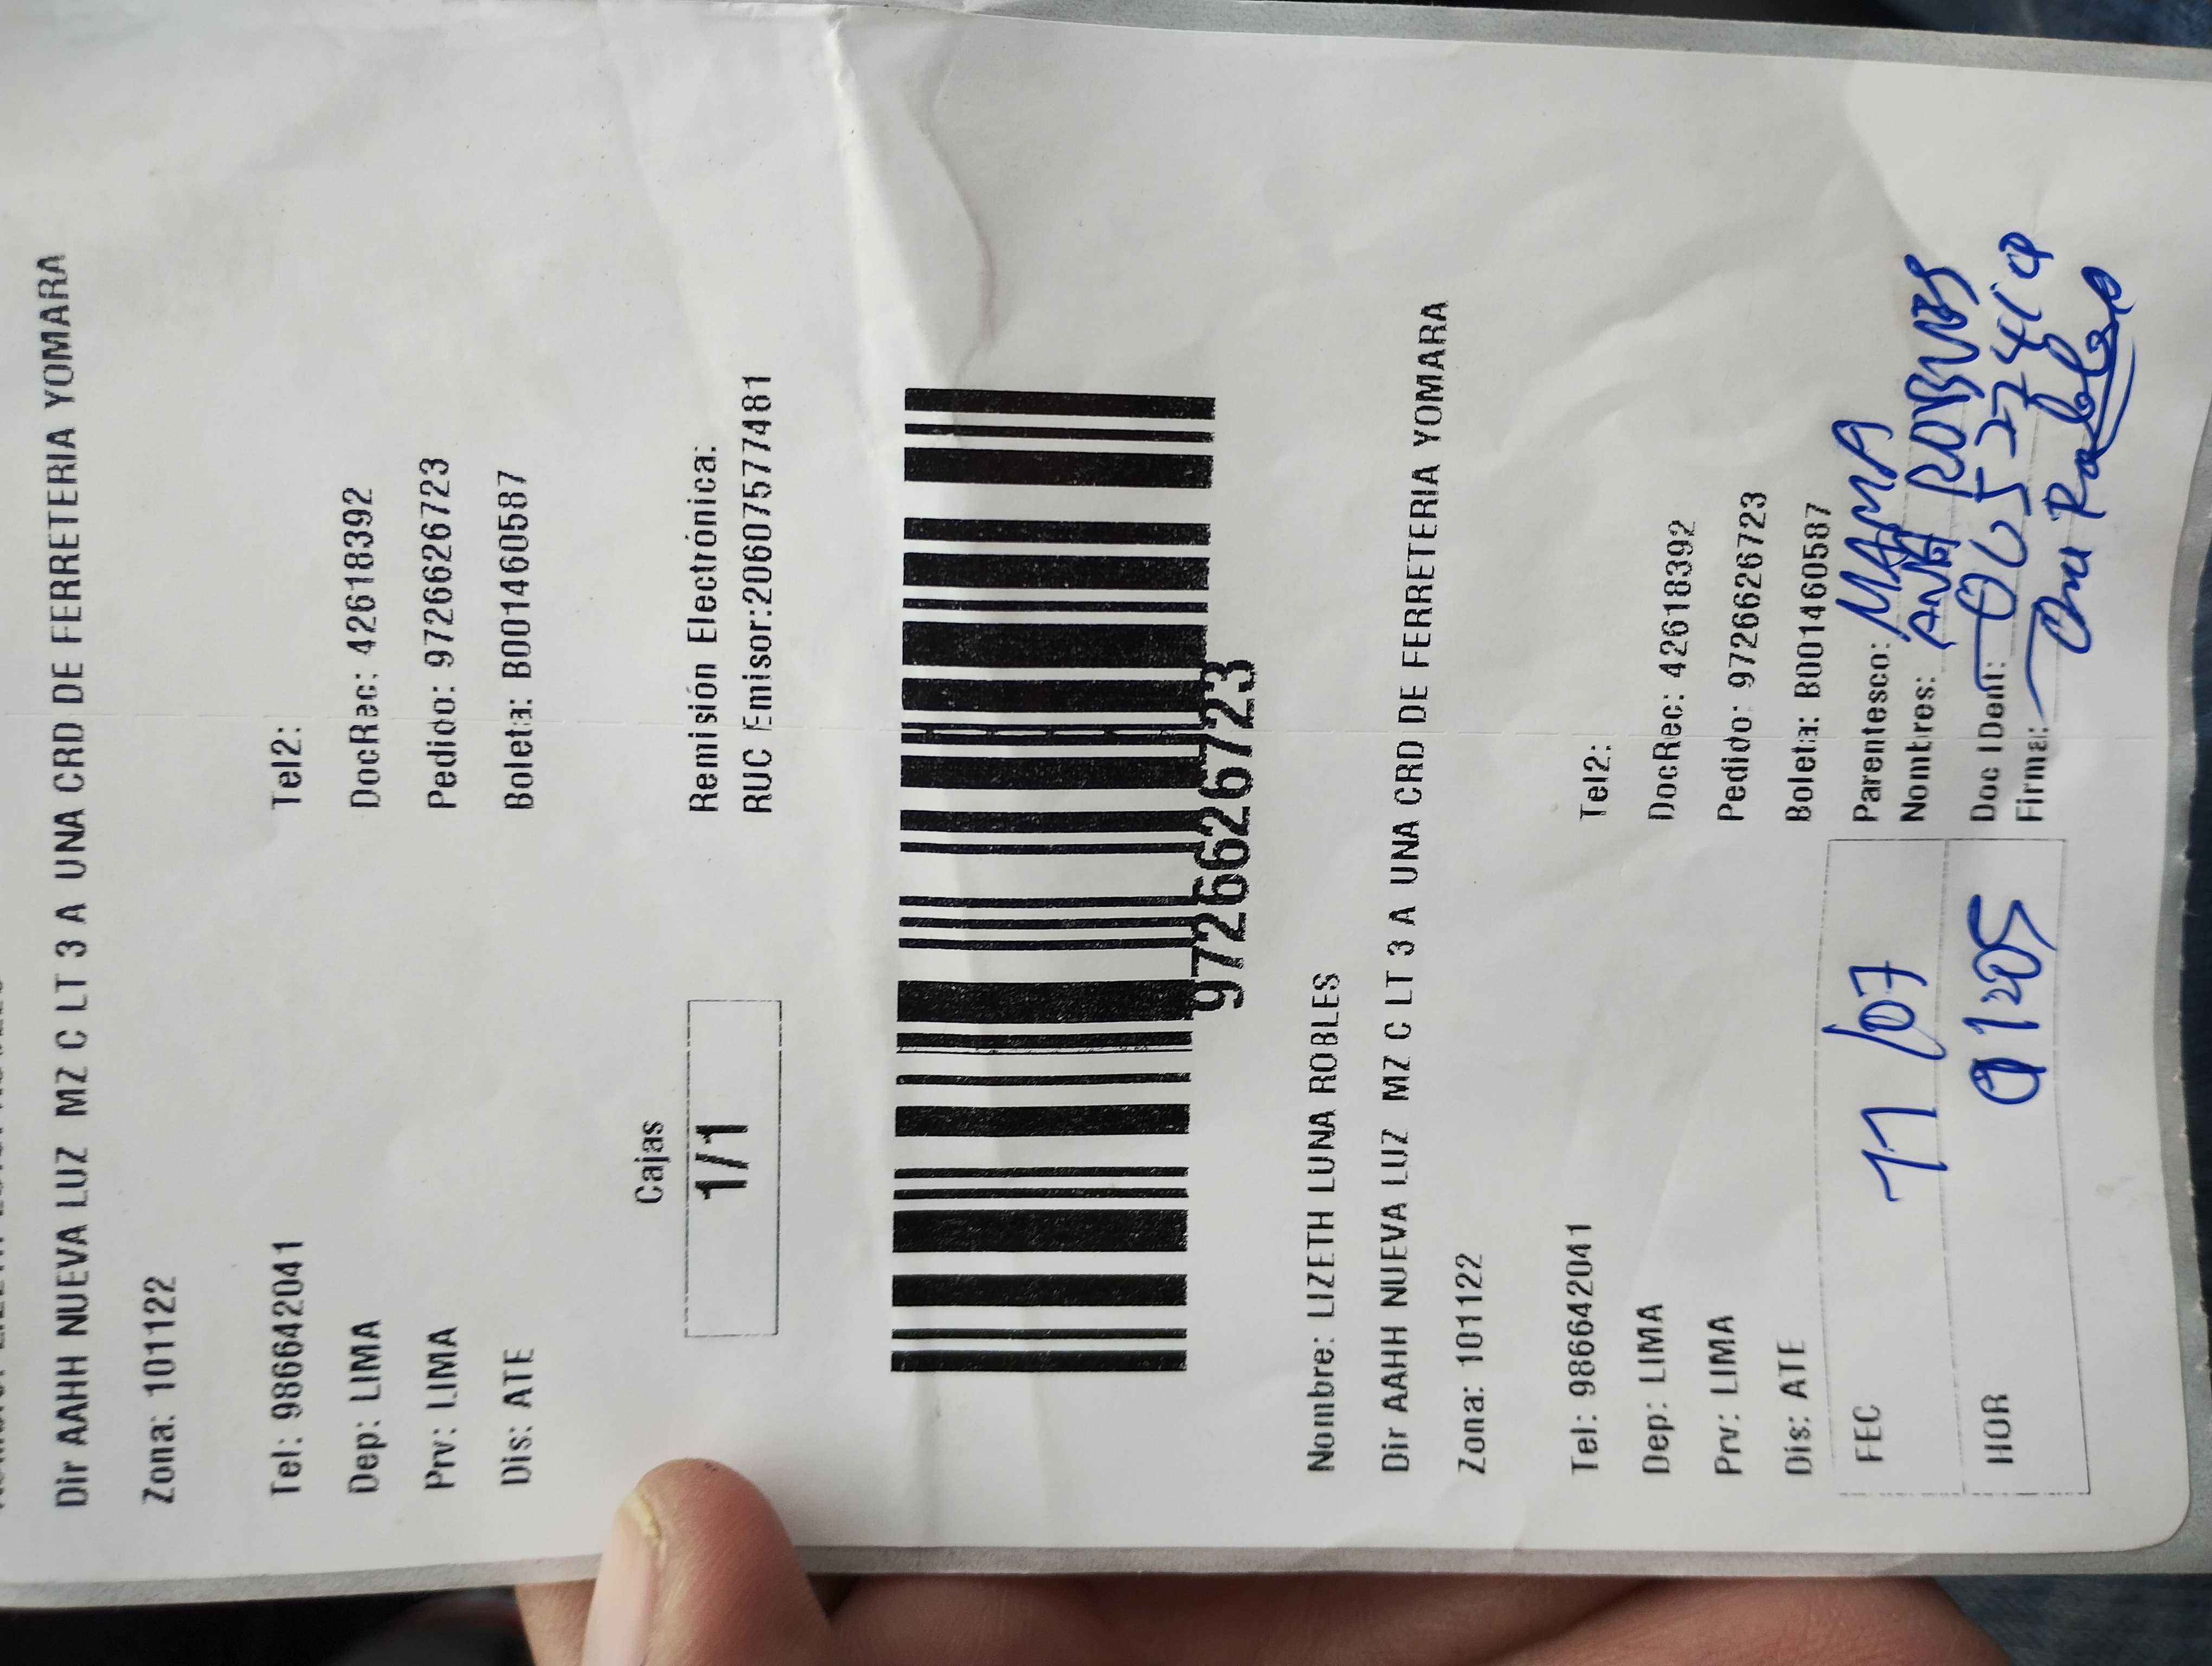 Dir AAHH NUEVA LUZ MZ C LT 3 A UNA CRD DE FERRETERIA YOMARA
Zona: 101122
Tel: 986642041 Tel2:
Dep: LIMA DocRec: 42618392
Prv: LIMA Pedido: 9726626723
Dis: ATE Boleta: B00146 0587
Cajas
1/1
Remisión Electrónica:
RUC Emisor:20607577481
9726626723
Nombre: LIZETH LUNA ROBLES
Dir AAHH NUEVA LUZ MZ C LT 3 A UNA CRD DE FERRETERIA YOMARA
Zona: 101122
Tel: 986642041 Tel2:
Dep: LIMA DocRec: 42618392
Prv: LIMA Pedido: 9726626723
Dis: ATE Boleta: B001460587
FEC 11/07 Parentesco: MAMA
Nombres: ANA ROBLES
HOR Doc IDent:
Firma: